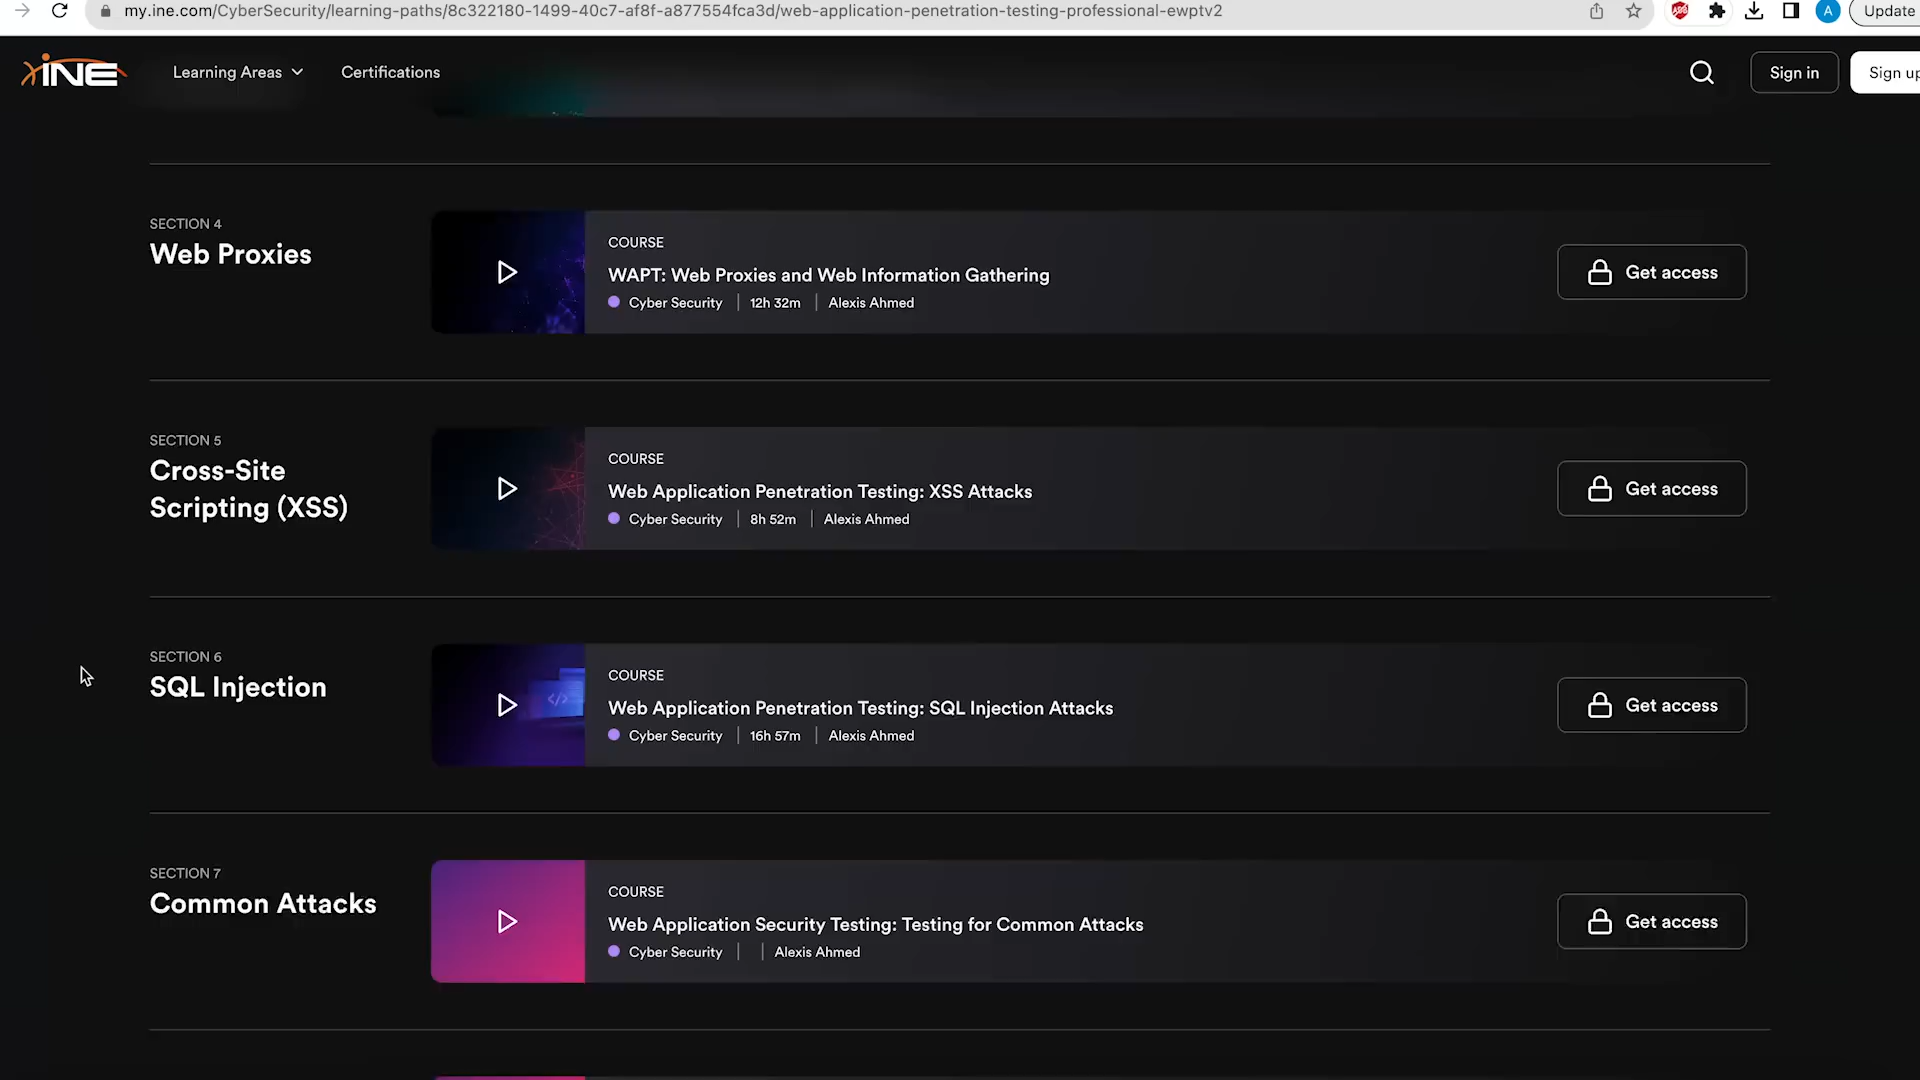 my.ine.com/CyberSecurity/learning-paths/8c322180-1499-40c7-af8f-a877554fca3d/web-application-penetration-testing-professional-ewptv2
A
Update
INE
Learning Areas
Certifications
Sign in
Sign up
SECTION 4
Web Proxies
COURSE
WAPT: Web Proxies and Web Information Gathering
Cyber Security | 12h 32m | Alexis Ahmed
Get access
SECTION 5
Cross-Site
Scripting (XSS)
COURSE
Web Application Penetration Testing: XSS Attacks
Cyber Security | 8h 52m | Alexis Ahmed
Get access
SECTION 6
SQL Injection
COURSE
Web Application Penetration Testing: SQL Injection Attacks
Cyber Security | 16h 57m | Alexis Ahmed
Get access
SECTION 7
Common Attacks
COURSE
Web Application Security Testing: Testing for Common Attacks
Cyber Security | | Alexis Ahmed
Get access